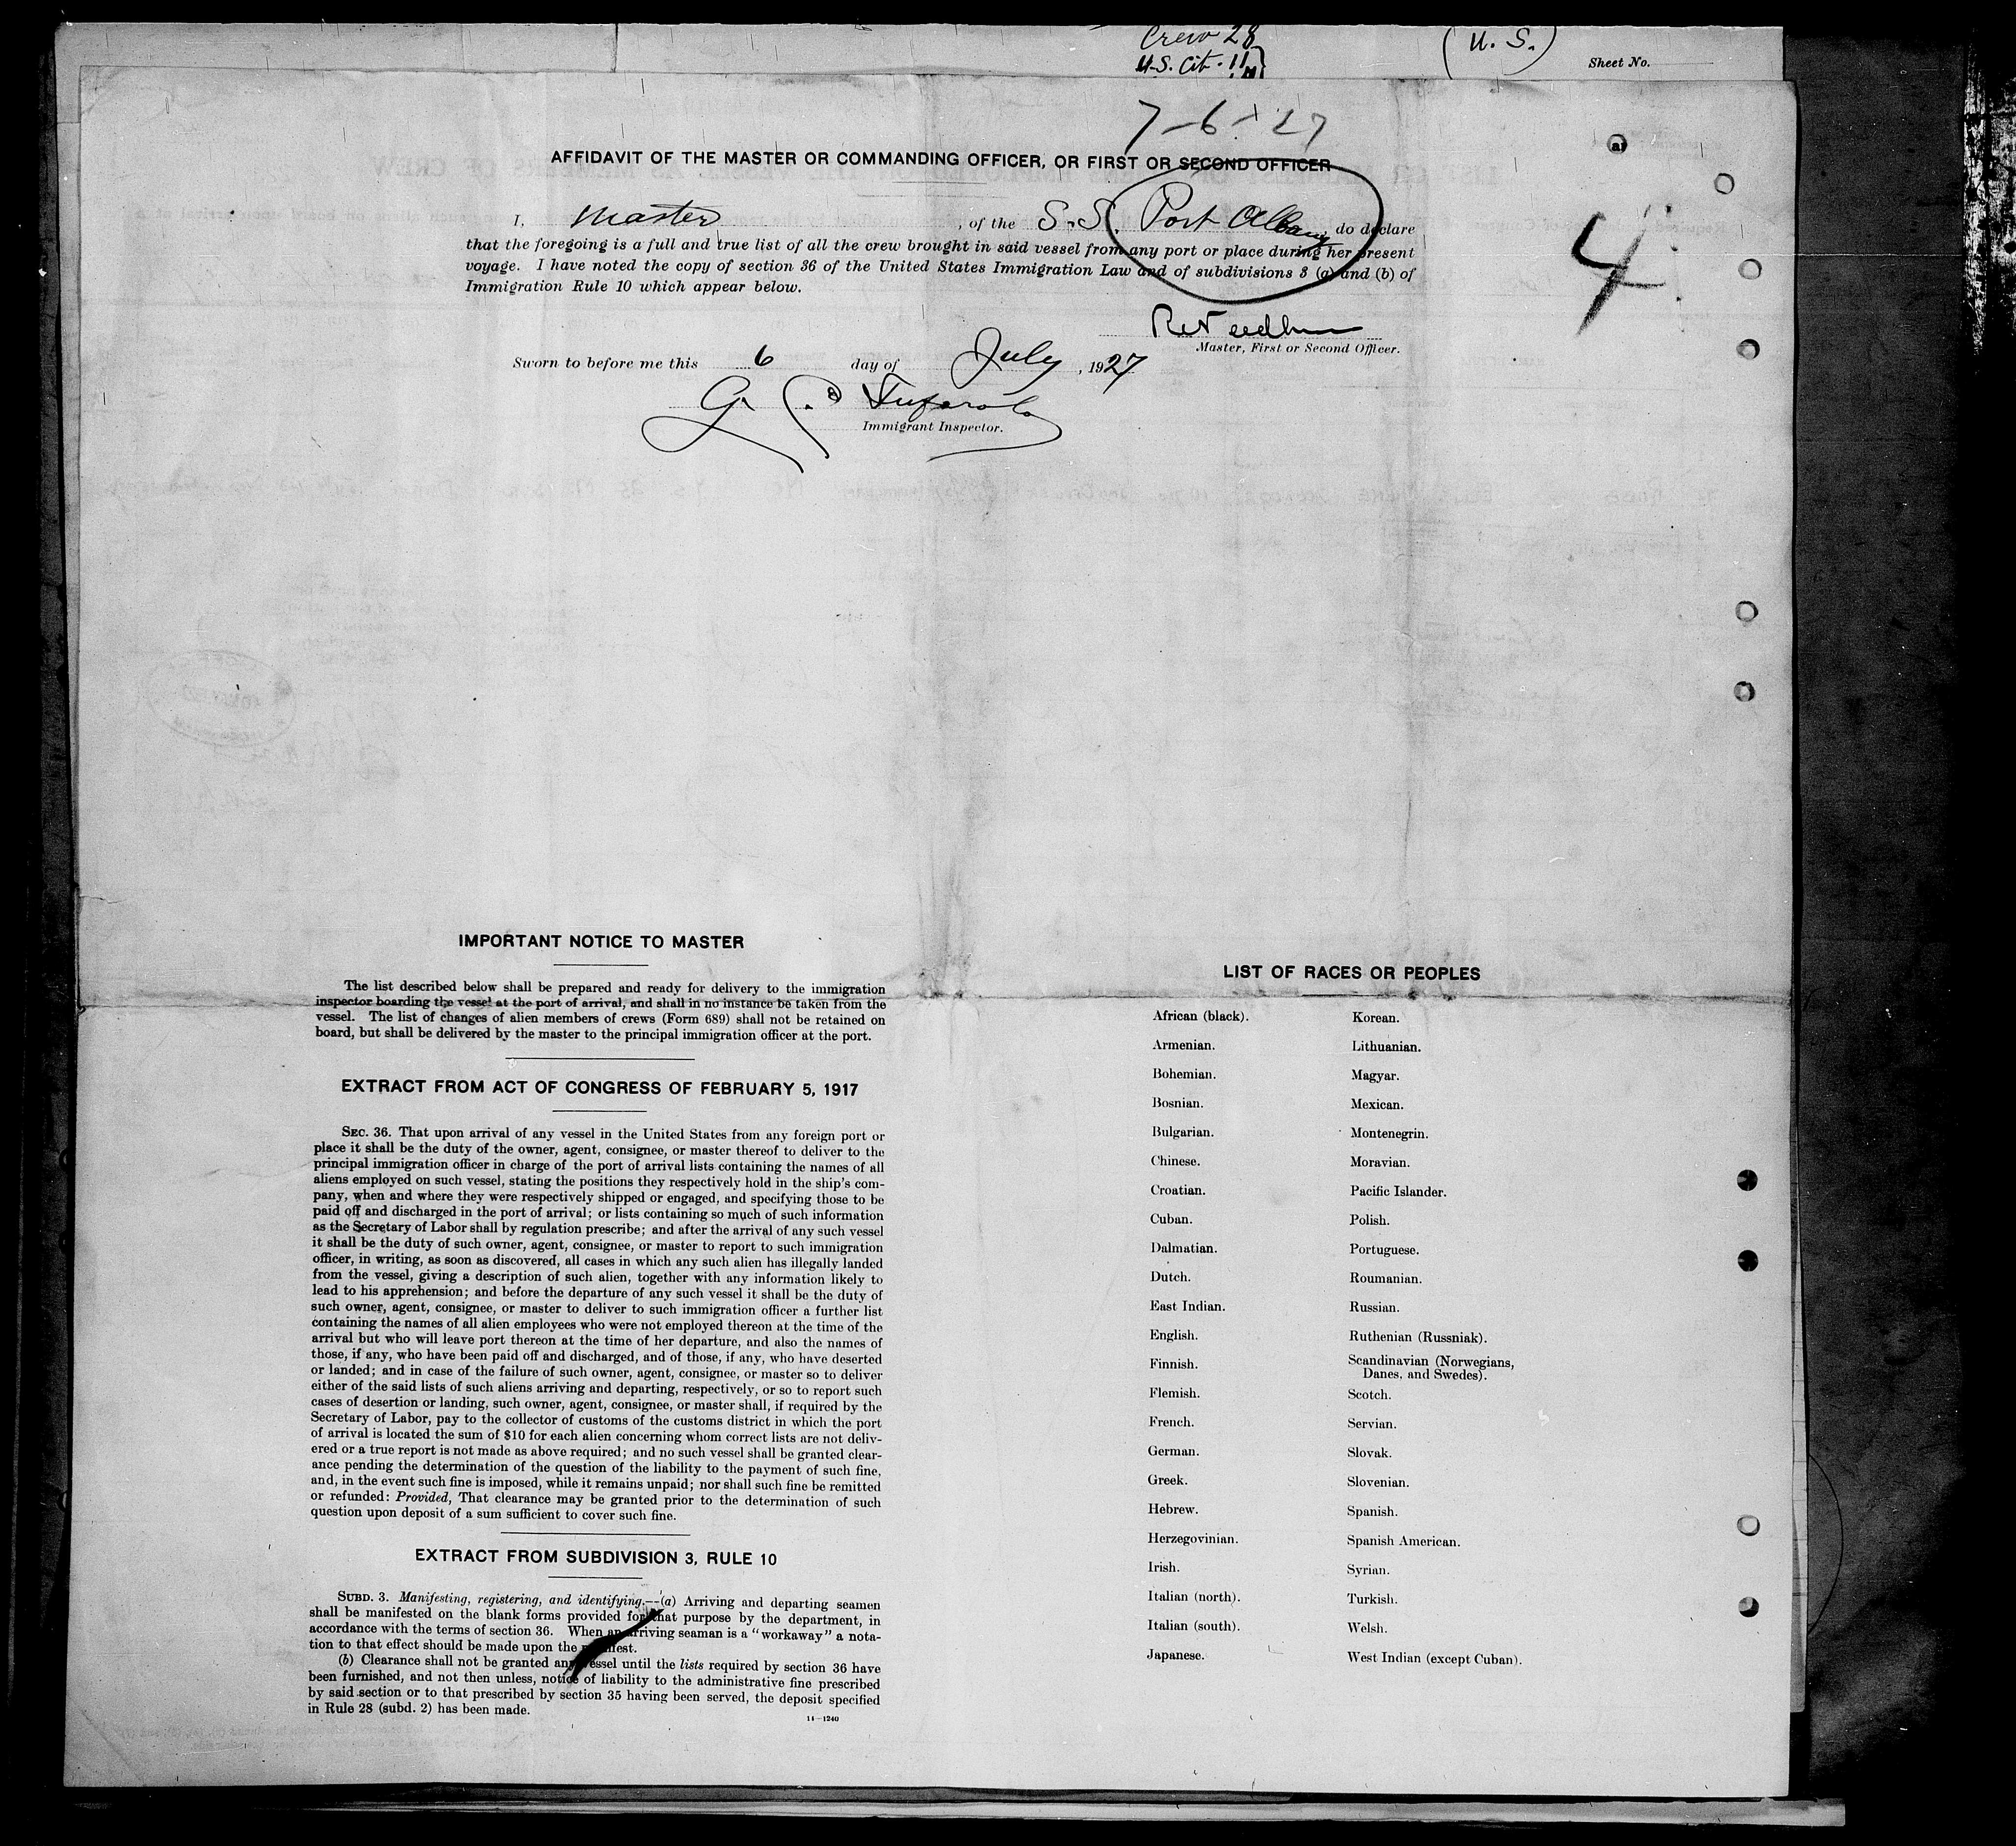 Crew 28
U.S. Cit. 11
(U. S.)
Sheet No.
7-6-27
AFFIDAVIT OF THE MASTER OR COMMANDING OFFICER, OR FIRST OR SECOND OFFICER
I, Master, of the S.S. Port Albany, do declare
that the foregoing is a full and true list of all the crew brought in said vessel from any port or place during her present
voyage. I have noted the copy of section 36 of the United States Immigration Law and of subdivisions 3 (a) and (b) of
Immigration Rule 10 which appear below.
4
Master, First or Second Officer.
Sworn to before me this 6 day of July, 1927
Immigrant Inspector.
IMPORTANT NOTICE TO MASTER
The list described below shall be prepared and ready for delivery to the immigration
inspector boarding the vessel at the port of arrival, and shall in no instance be taken from the
vessel. The list of changes of alien members of crews (Form 689) shall not be retained on
board, but shall be delivered by the master to the principal immigration officer at the port.
EXTRACT FROM ACT OF CONGRESS OF FEBRUARY 5, 1917
SEC. 36. That upon arrival of any vessel in the United States from any foreign port or
place it shall be the duty of the owner, agent, consignee, or master thereof to deliver to the
principal immigration officer in charge of the port of arrival lists containing the names of all
aliens employed on such vessel, stating the positions they respectively hold in the ship's com-
pany, when and where they were respectively shipped or engaged, and specifying those to be
paid off and discharged in the port of arrival; or lists containing so much of such information
as the Secretary of Labor shall by regulation prescribe; and after the arrival of any such vessel
it shall be the duty of such owner, agent, consignee, or master to report to such immigration
officer, in writing, as soon as discovered, all cases in which any such alien has illegally landed
from the vessel, giving a description of such alien, together with any information likely to
lead to his apprehension; and before the departure of any such vessel it shall be the duty of
such owner, agent, consignee, or master to deliver to such immigration officer a further list
containing the names of all alien employees who were not employed thereon at the time of the
arrival but who will leave port thereon at the time of her departure, and also the names of
those, if any, who have been paid off and discharged, and of those, if any, who have deserted
or landed; and in case of the failure of such owner, agent, consignee, or master so to deliver
either of the said lists of such aliens arriving and departing, respectively, or so to report such
cases of desertion or landing, such owner, agent, consignee, or master shall, if required by the
Secretary of Labor, pay to the collector of customs of the customs district in which the port
of arrival is located the sum of $10 for each alien concerning whom correct lists are not deliv-
ered or a true report is not made as above required; and no such vessel shall be granted clear-
ance pending the determination of the question of the liability to the payment of such fine,
and, in the event such fine is imposed, while it remains unpaid; nor shall such fine be remitted
or refunded: Provided, That clearance may be granted prior to the determination of such
question upon deposit of a sum sufficient to cover such fine.
EXTRACT FROM SUBDIVISION 3, RULE 10
SUBD. 3. Manifesting, registering, and identifying.—(a) Arriving and departing seamen
shall be manifested on the blank forms provided for that purpose by the department, in
accordance with the terms of section 36. When an arriving seaman is a "workaway" a nota-
tion to that effect should be made upon the manifest.
(b) Clearance shall not be granted any vessel until the lists required by section 36 have
been furnished, and not then unless, notice of liability to the administrative fine prescribed
by said section or to that prescribed by section 35 having been served, the deposit specified
in Rule 28 (subd. 2) has been made.
14—1240
LIST OF RACES OR PEOPLES
African (black).
Armenian.
Bohemian.
Bosnian.
Bulgarian.
Chinese.
Croatian.
Cuban.
Dalmatian.
Dutch.
East Indian.
English.
Finnish.
Flemish.
French.
German.
Greek.
Hebrew.
Herzegovinian.
Irish.
Italian (north).
Italian (south).
Japanese.
Korean.
Lithuanian.
Magyar.
Mexican.
Montenegrin.
Moravian.
Pacific Islander.
Polish.
Portuguese.
Roumanian.
Russian.
Ruthenian (Russniak).
Scandinavian (Norwegians,
Danes, and Swedes).
Scotch.
Servian.
Slovak.
Slovenian.
Spanish.
Spanish American.
Syrian.
Turkish.
Welsh.
West Indian (except Cuban).